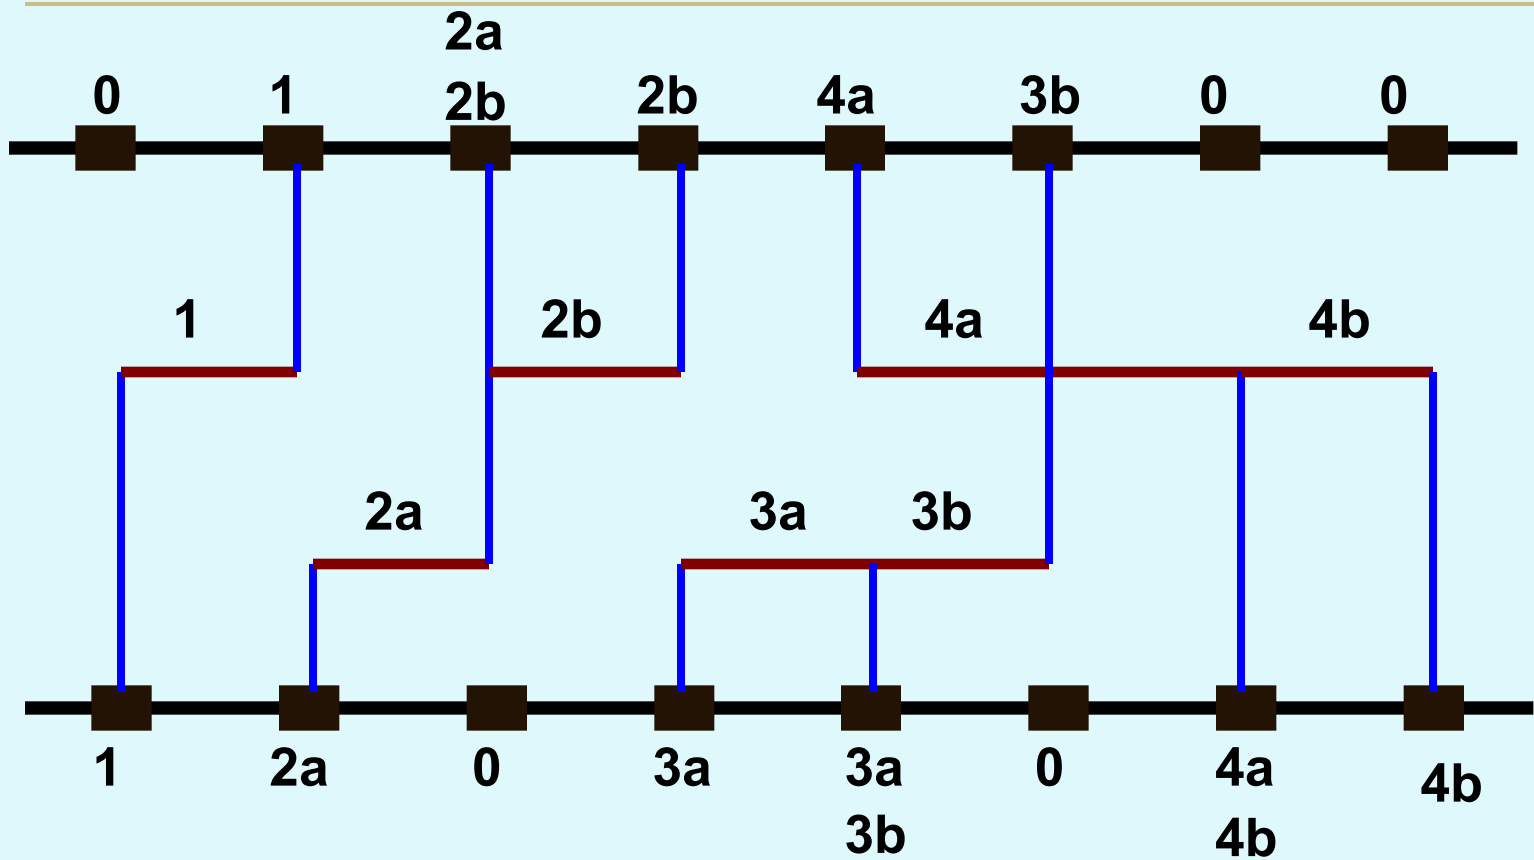 2a
0 1 2b 2b 4a 3b 0 0
1 2b 4a 4b
2a 3a 3b
1 2a 0 3a 3a 0 4a 4b
3b 4b